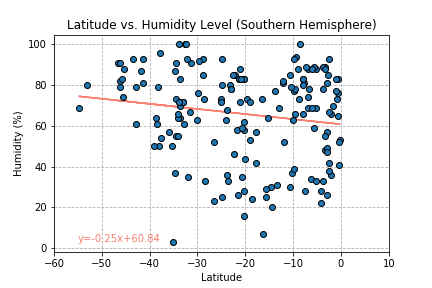 Latitude vs. Humidity Level (Southern Hemisphere)
Humidity (%)
100
80
60
40
20
0
y=-0.25x+60.84
−60 −50 −40 −30 −20 −10 0 10
Latitude